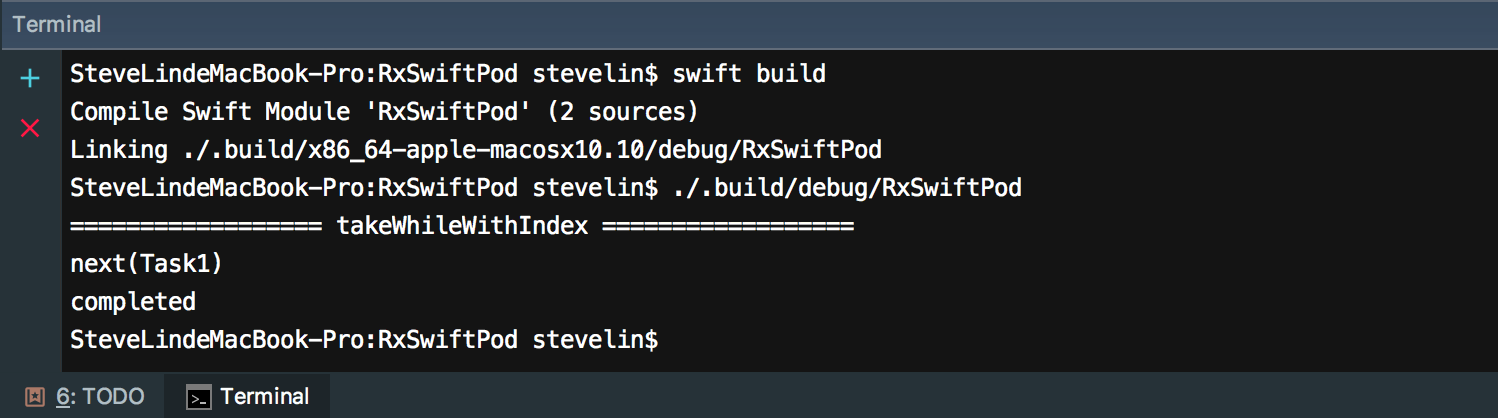 Terminal
SteveLindeMacBook-Pro:RxSwiftPod stevelin$ swift build
Compile Swift Module 'RxSwiftPod' (2 sources)
Linking ./.build/x86_64-apple-macosx10.10/debug/RxSwiftPod
SteveLindeMacBook-Pro:RxSwiftPod stevelin$ ./.build/debug/RxSwiftPod
================== takeWhileWithIndex ==================
next(Task1)
completed
SteveLindeMacBook-Pro:RxSwiftPod stevelin$
6: TODO >_ Terminal